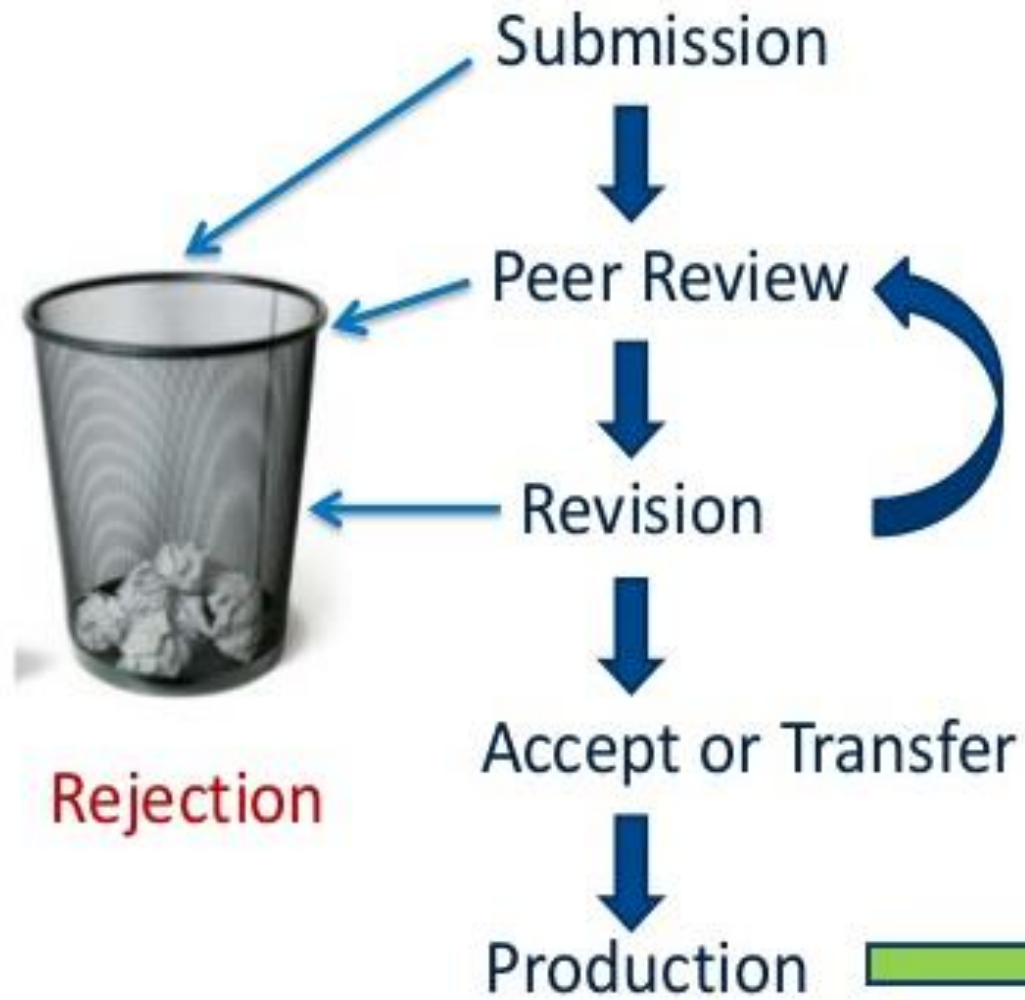 Submission
Peer Review
Revision
Accept or Transfer
Rejection
Production